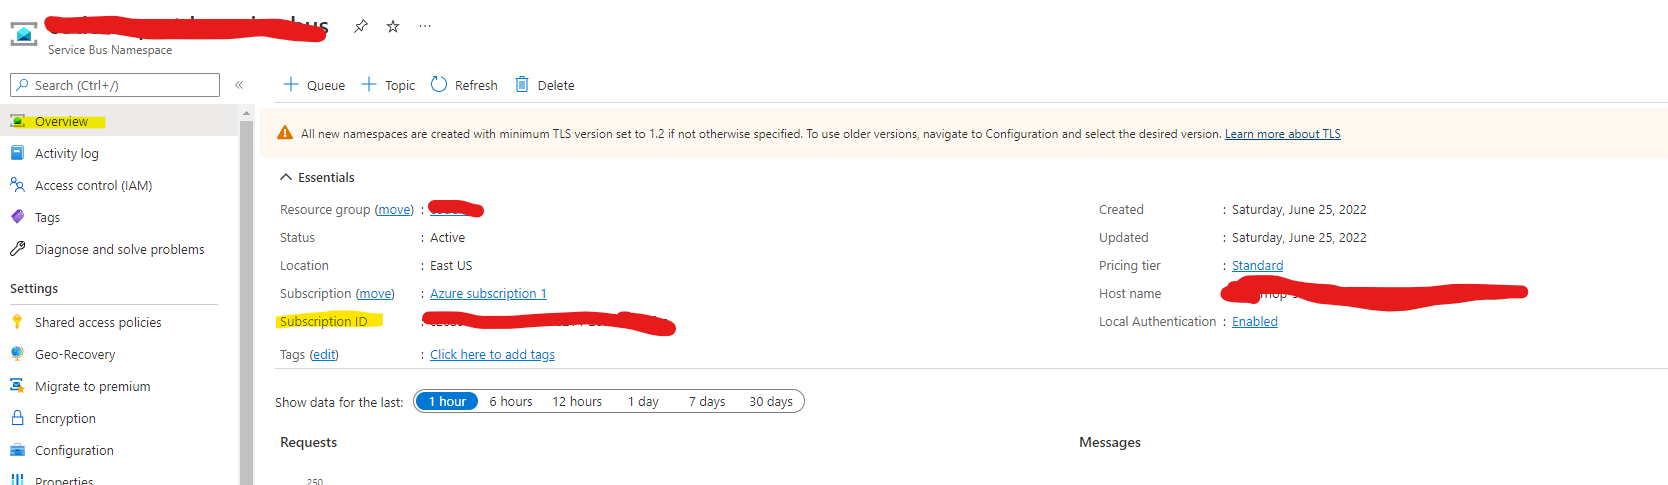 Service Bus Namespace
Search (Ctrl+/)
«
Overview
Activity log
Access control (IAM)
Tags
Diagnose and solve problems
Settings
Shared access policies
Geo-Recovery
Migrate to premium
Encryption
Configuration
Properties
+ Queue + Topic Refresh Delete
All new namespaces are created with minimum TLS version set to 1.2 if not otherwise specified. To use older versions, navigate to Configuration and select the desired version. Learn more about TLS
Essentials
Resource group (move) :
Status : Active
Location : East US
Subscription (move) : Azure subscription 1
Subscription ID :
Tags (edit) : Click here to add tags
Created : Saturday, June 25, 2022
Updated : Saturday, June 25, 2022
Pricing tier : Standard
Host name :
Local Authentication : Enabled
Show data for the last: 1 hour 6 hours 12 hours 1 day 7 days 30 days
Requests
250
Messages